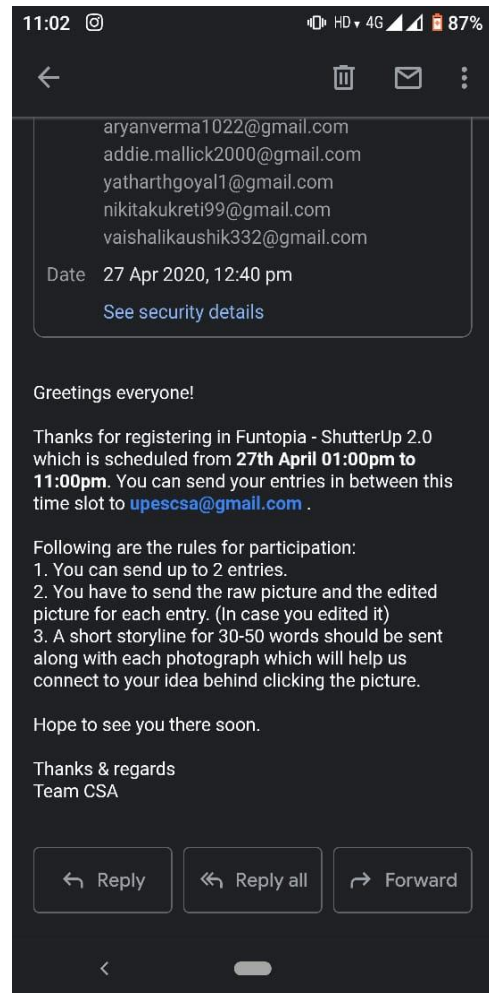 11:02 HD 4G 87%
aryanverma1022@gmail.com
addie.mallick2000@gmail.com
yatharthgoyal1@gmail.com
nikitakukreti99@gmail.com
vaishalikaushik332@gmail.com
Date 27 Apr 2020, 12:40 pm
See security details
Greetings everyone!
Thanks for registering in Funtopia - ShutterUp 2.0
which is scheduled from 27th April 01:00pm to
11:00pm. You can send your entries in between this
time slot to upescsa@gmail.com .
Following are the rules for participation:
1. You can send up to 2 entries.
2. You have to send the raw picture and the edited
picture for each entry. (In case you edited it)
3. A short storyline for 30-50 words should be sent
along with each photograph which will help us
connect to your idea behind clicking the picture.
Hope to see you there soon.
Thanks & regards
Team CSA
Reply Reply all Forward